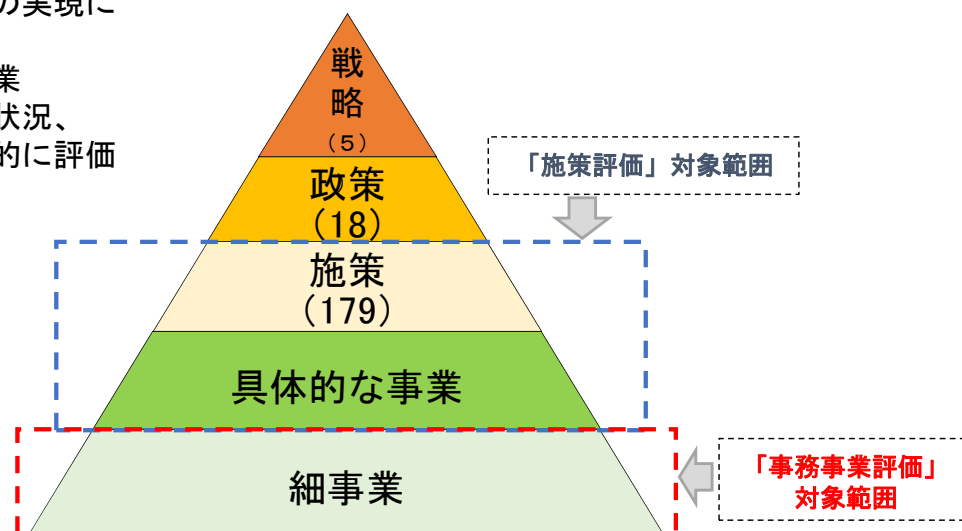 の実現に
業
状況、
的に評価
戦
略
（５）
政策
(18)
「施策評価」対象範囲
施策
(179)
具体的な事業
細事業
「事務事業評価」
対象範囲